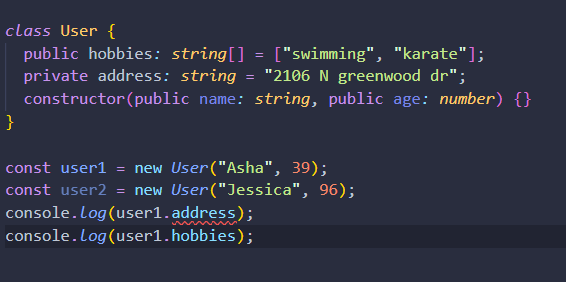 class User {
  public hobbies: string[] = ["swimming", "karate"];
  private address: string = "2106 N greenwood dr";
  constructor(public name: string, public age: number) {}
}
const user1 = new User("Asha", 39);
const user2 = new User("Jessica", 96);
console.log(user1.address);
console.log(user1.hobbies);